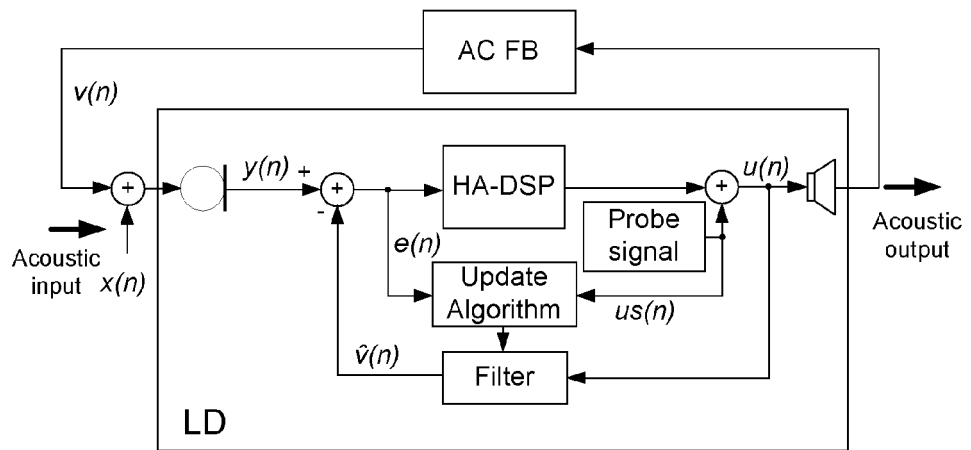 AC FB
v(n)
y(n)
+
u(n)
+
+
HA-DSP
+
-
Probe
signal
Acoustic
input
x(n)
Acoustic
output
e(n)
Update
Algorithm
us(n)
v̂(n)
Filter
LD